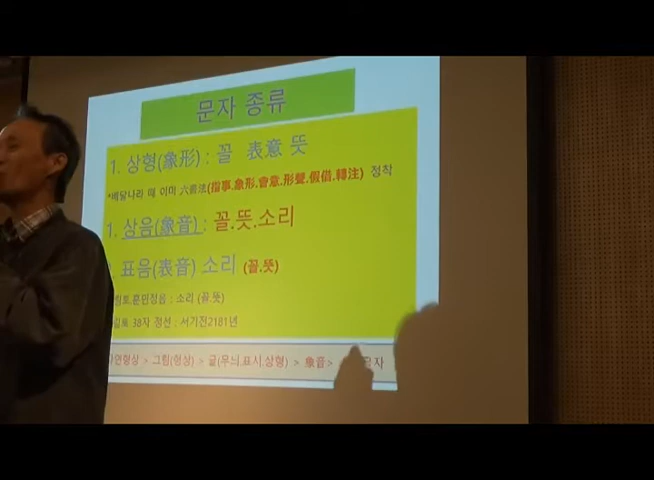 문자 종류
1. 상형(象形) : 꼴 表意 뜻
*배달나라 때 이미 六書法(指事.象形.會意.形聲.假借.轉注) 정착
1. 상음(象音) : 꼴.뜻.소리
. 표음(表音) 소리 (꼴.뜻)
훈민정음 : 소리 (꼴.뜻)
38자 정선 : 서기전2181년
> 그림(형상) > 글(무늬.표시.상형) > 象音 >